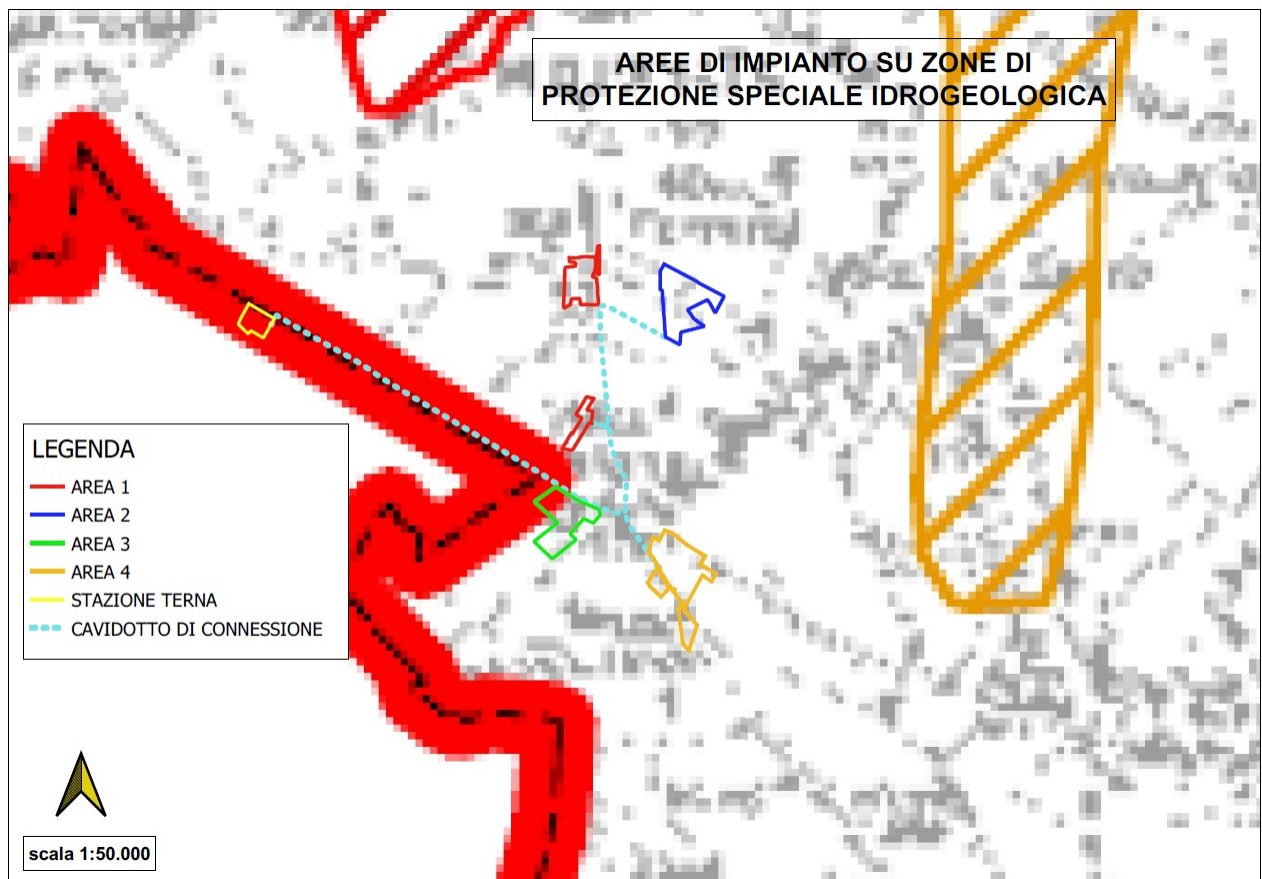 AREE DI IMPIANTO SU ZONE DI
PROTEZIONE SPECIALE IDROGEOLOGICA
LEGENDA
AREA 1
AREA 2
AREA 3
AREA 4
STAZIONE TERNA
CAVIDOTTO DI CONNESSIONE
scala 1:50.000